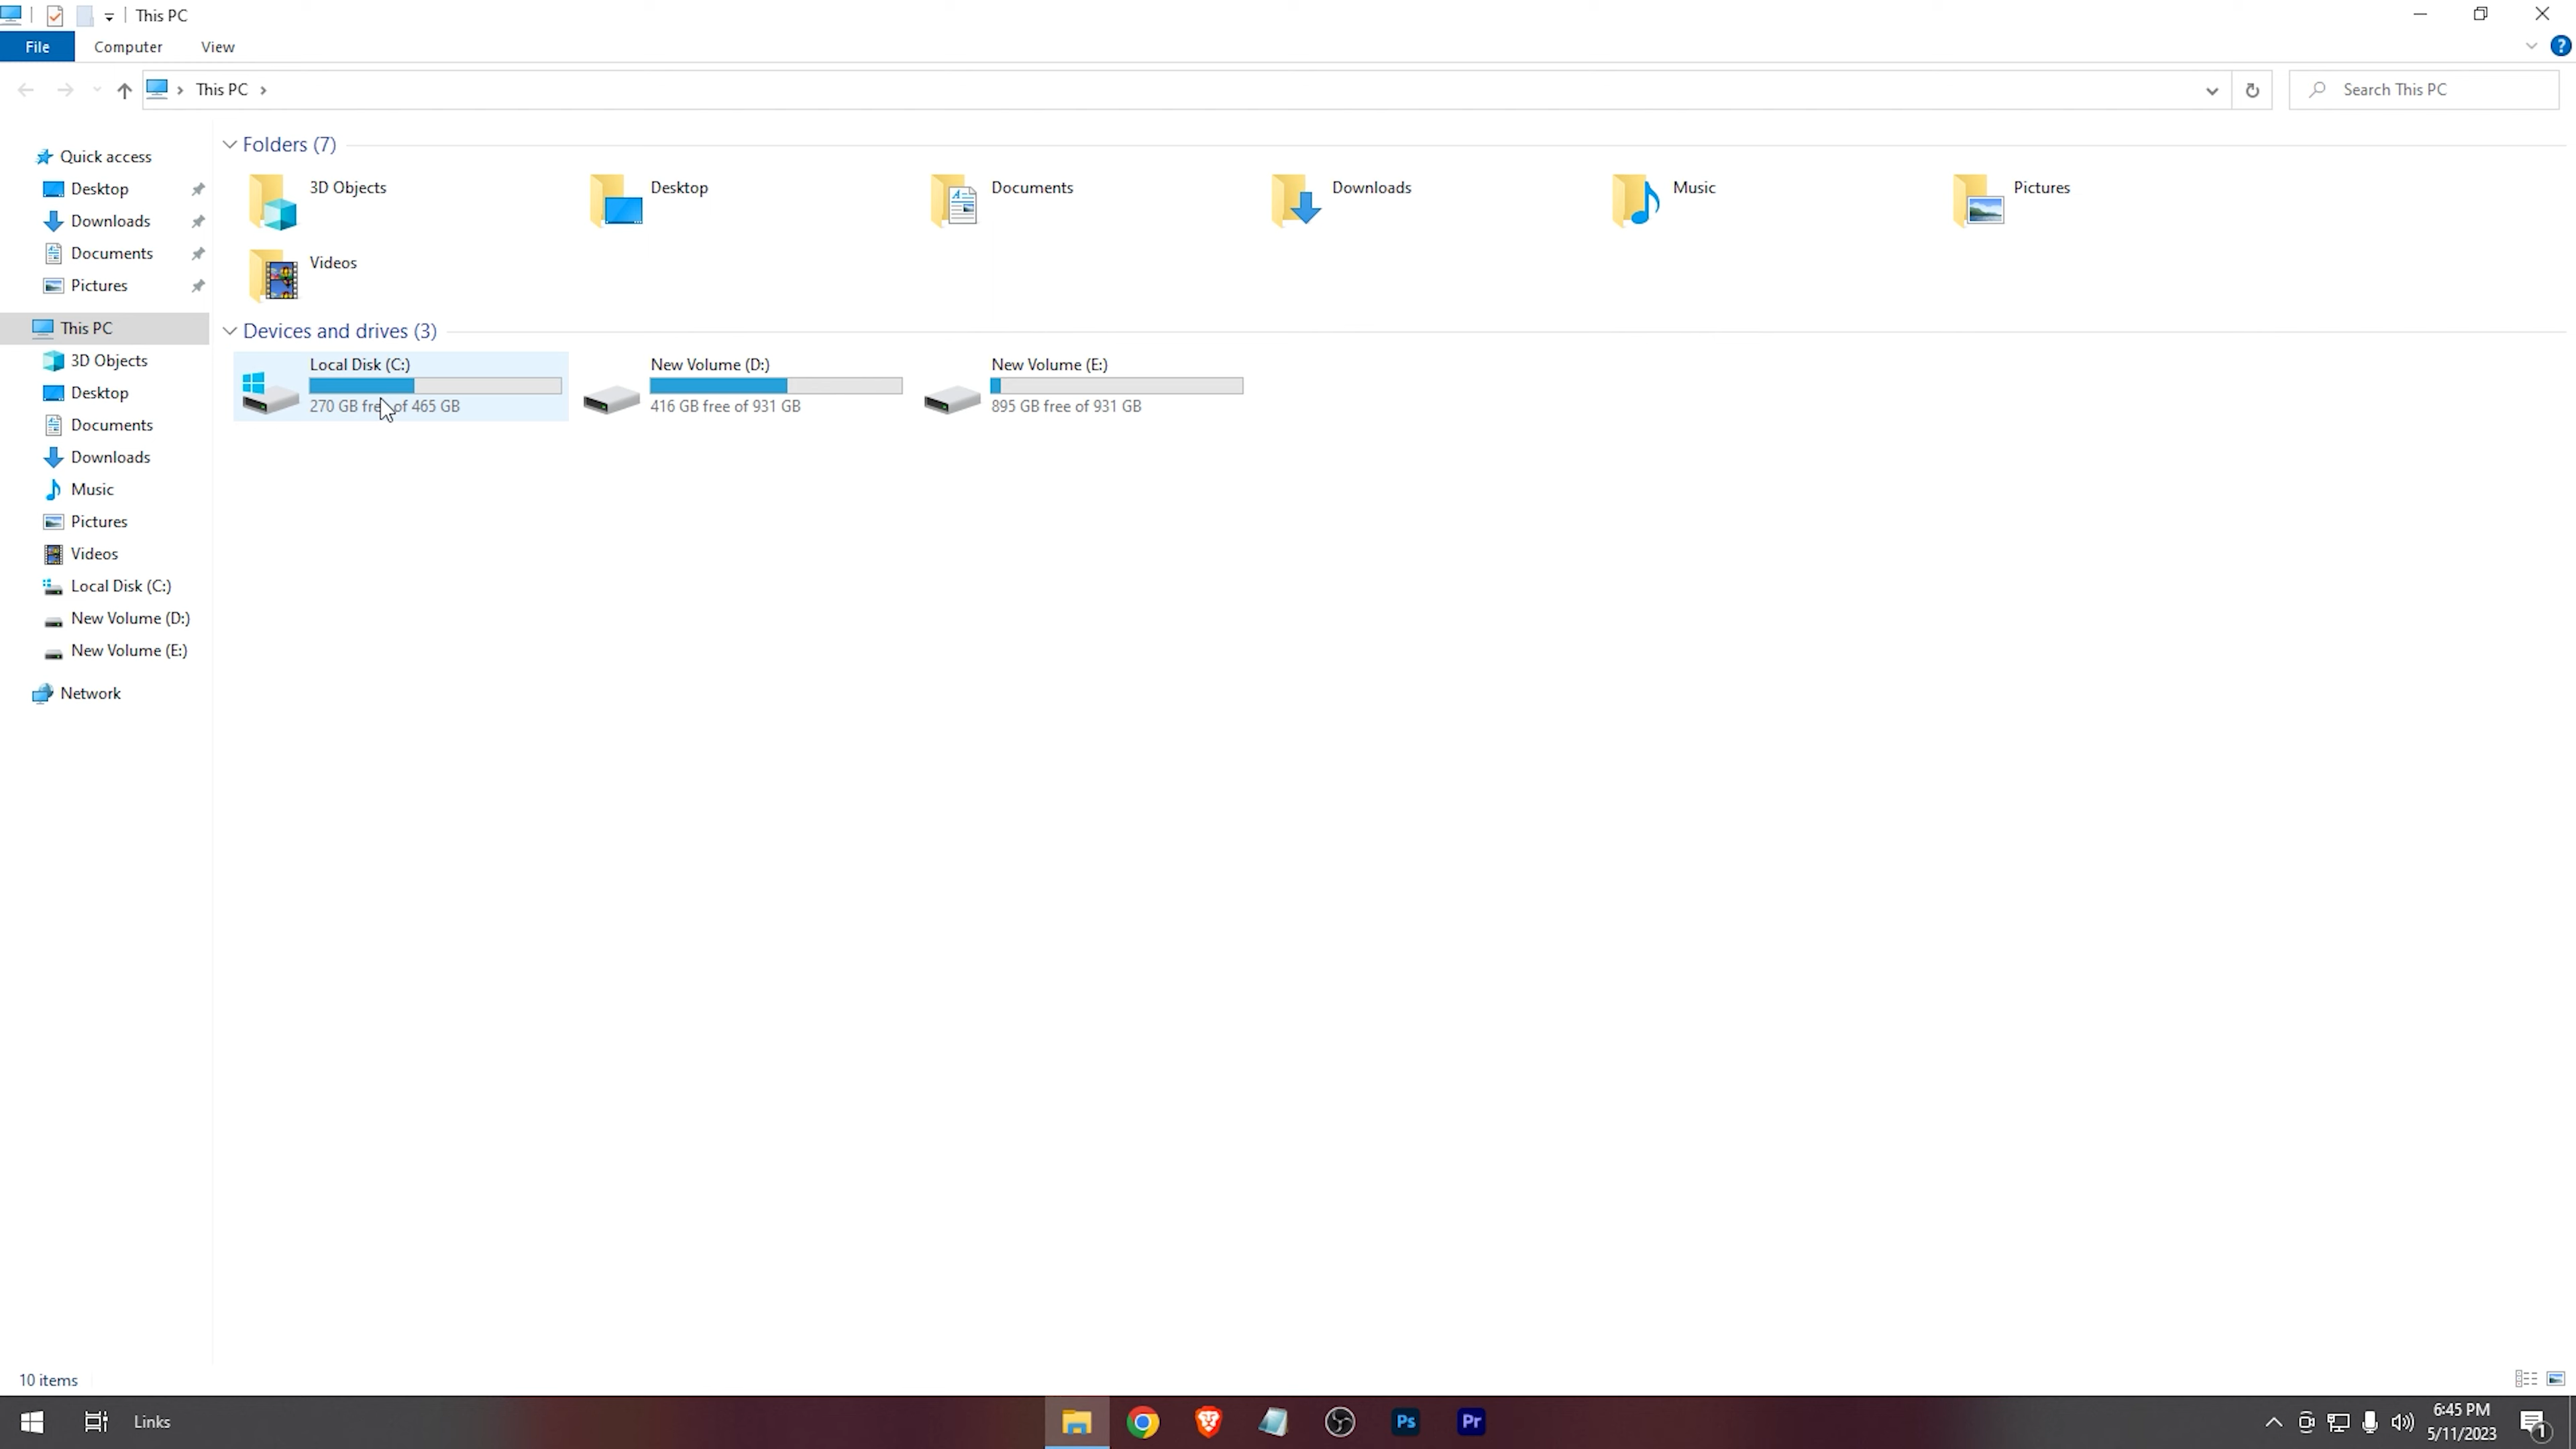 This PC
File Computer View
This PC
Search This PC
Quick access
Desktop
Downloads
Documents
Pictures
This PC
3D Objects
Desktop
Documents
Downloads
Music
Pictures
Videos
Local Disk (C:)
New Volume (D:)
New Volume (E:)
Network
Folders (7)
3D Objects
Desktop
Documents
Downloads
Music
Pictures
Videos
Devices and drives (3)
Local Disk (C:)
270 GB free of 465 GB
New Volume (D:)
416 GB free of 931 GB
New Volume (E:)
895 GB free of 931 GB
10 items
Links
Ps
Pr
6:45 PM
5/11/2023
1